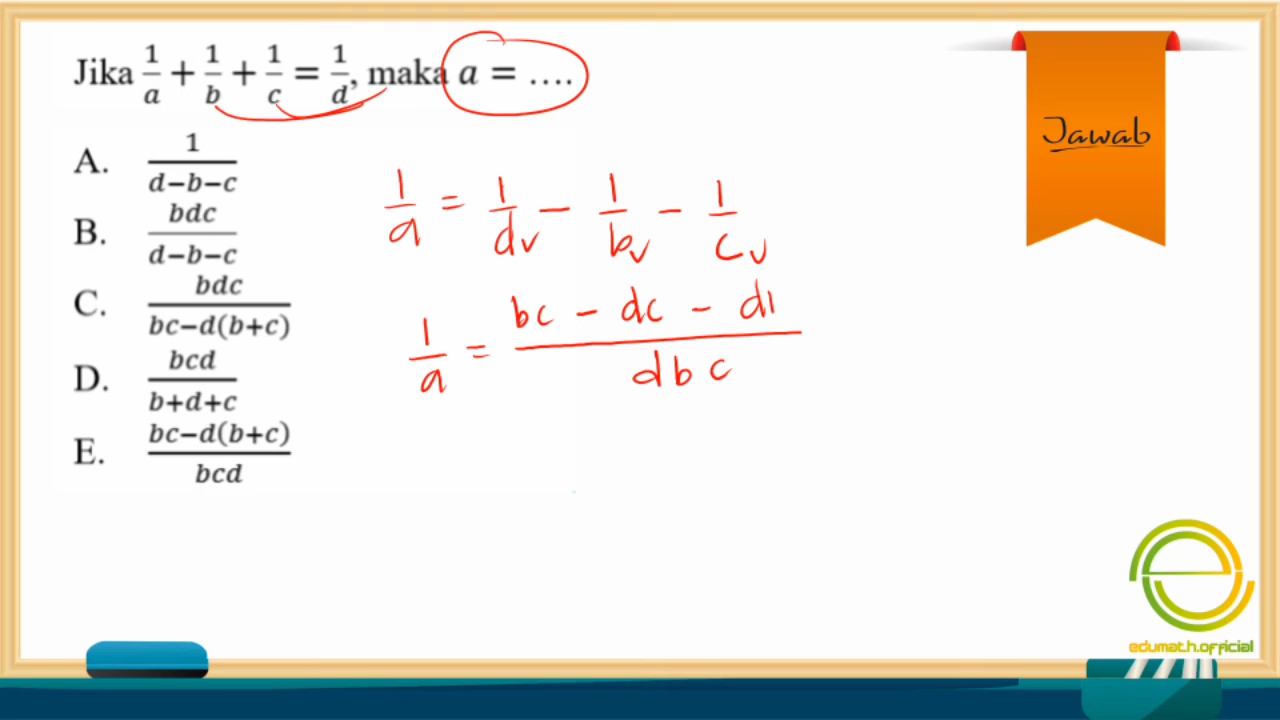 Jika 1/a + 1/b + 1/c = 1/d, maka a = ....
A. 1/(d−b−c)
B. bdc/(d−b−c)
C. bdc/(bc−d(b+c))
D. bcd/(b+d+c)
E. (bc−d(b+c))/bcd
1/a = 1/d − 1/b − 1/c
1/a = (bc − dc − d)/dbc
Jawab
edumath.official